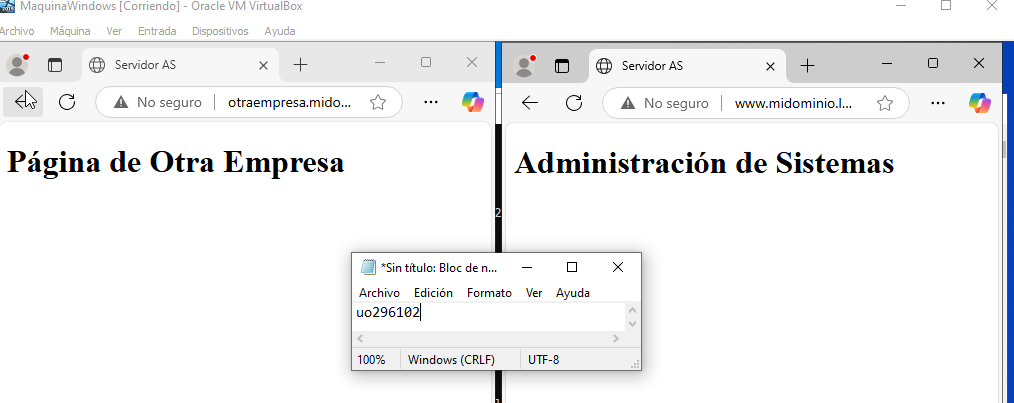 MaquinaWindows [Corriendo] - Oracle VM VirtualBox
Archivo Máquina Ver Entrada Dispositivos Ayuda
Servidor AS
No seguro otraempresa.mido...
Página de Otra Empresa
Servidor AS
No seguro www.midominio.l...
Administración de Sistemas
2
*Sin título: Bloc de n...
Archivo Edición Formato Ver Ayuda
uo296102
100% Windows (CRLF) UTF-8